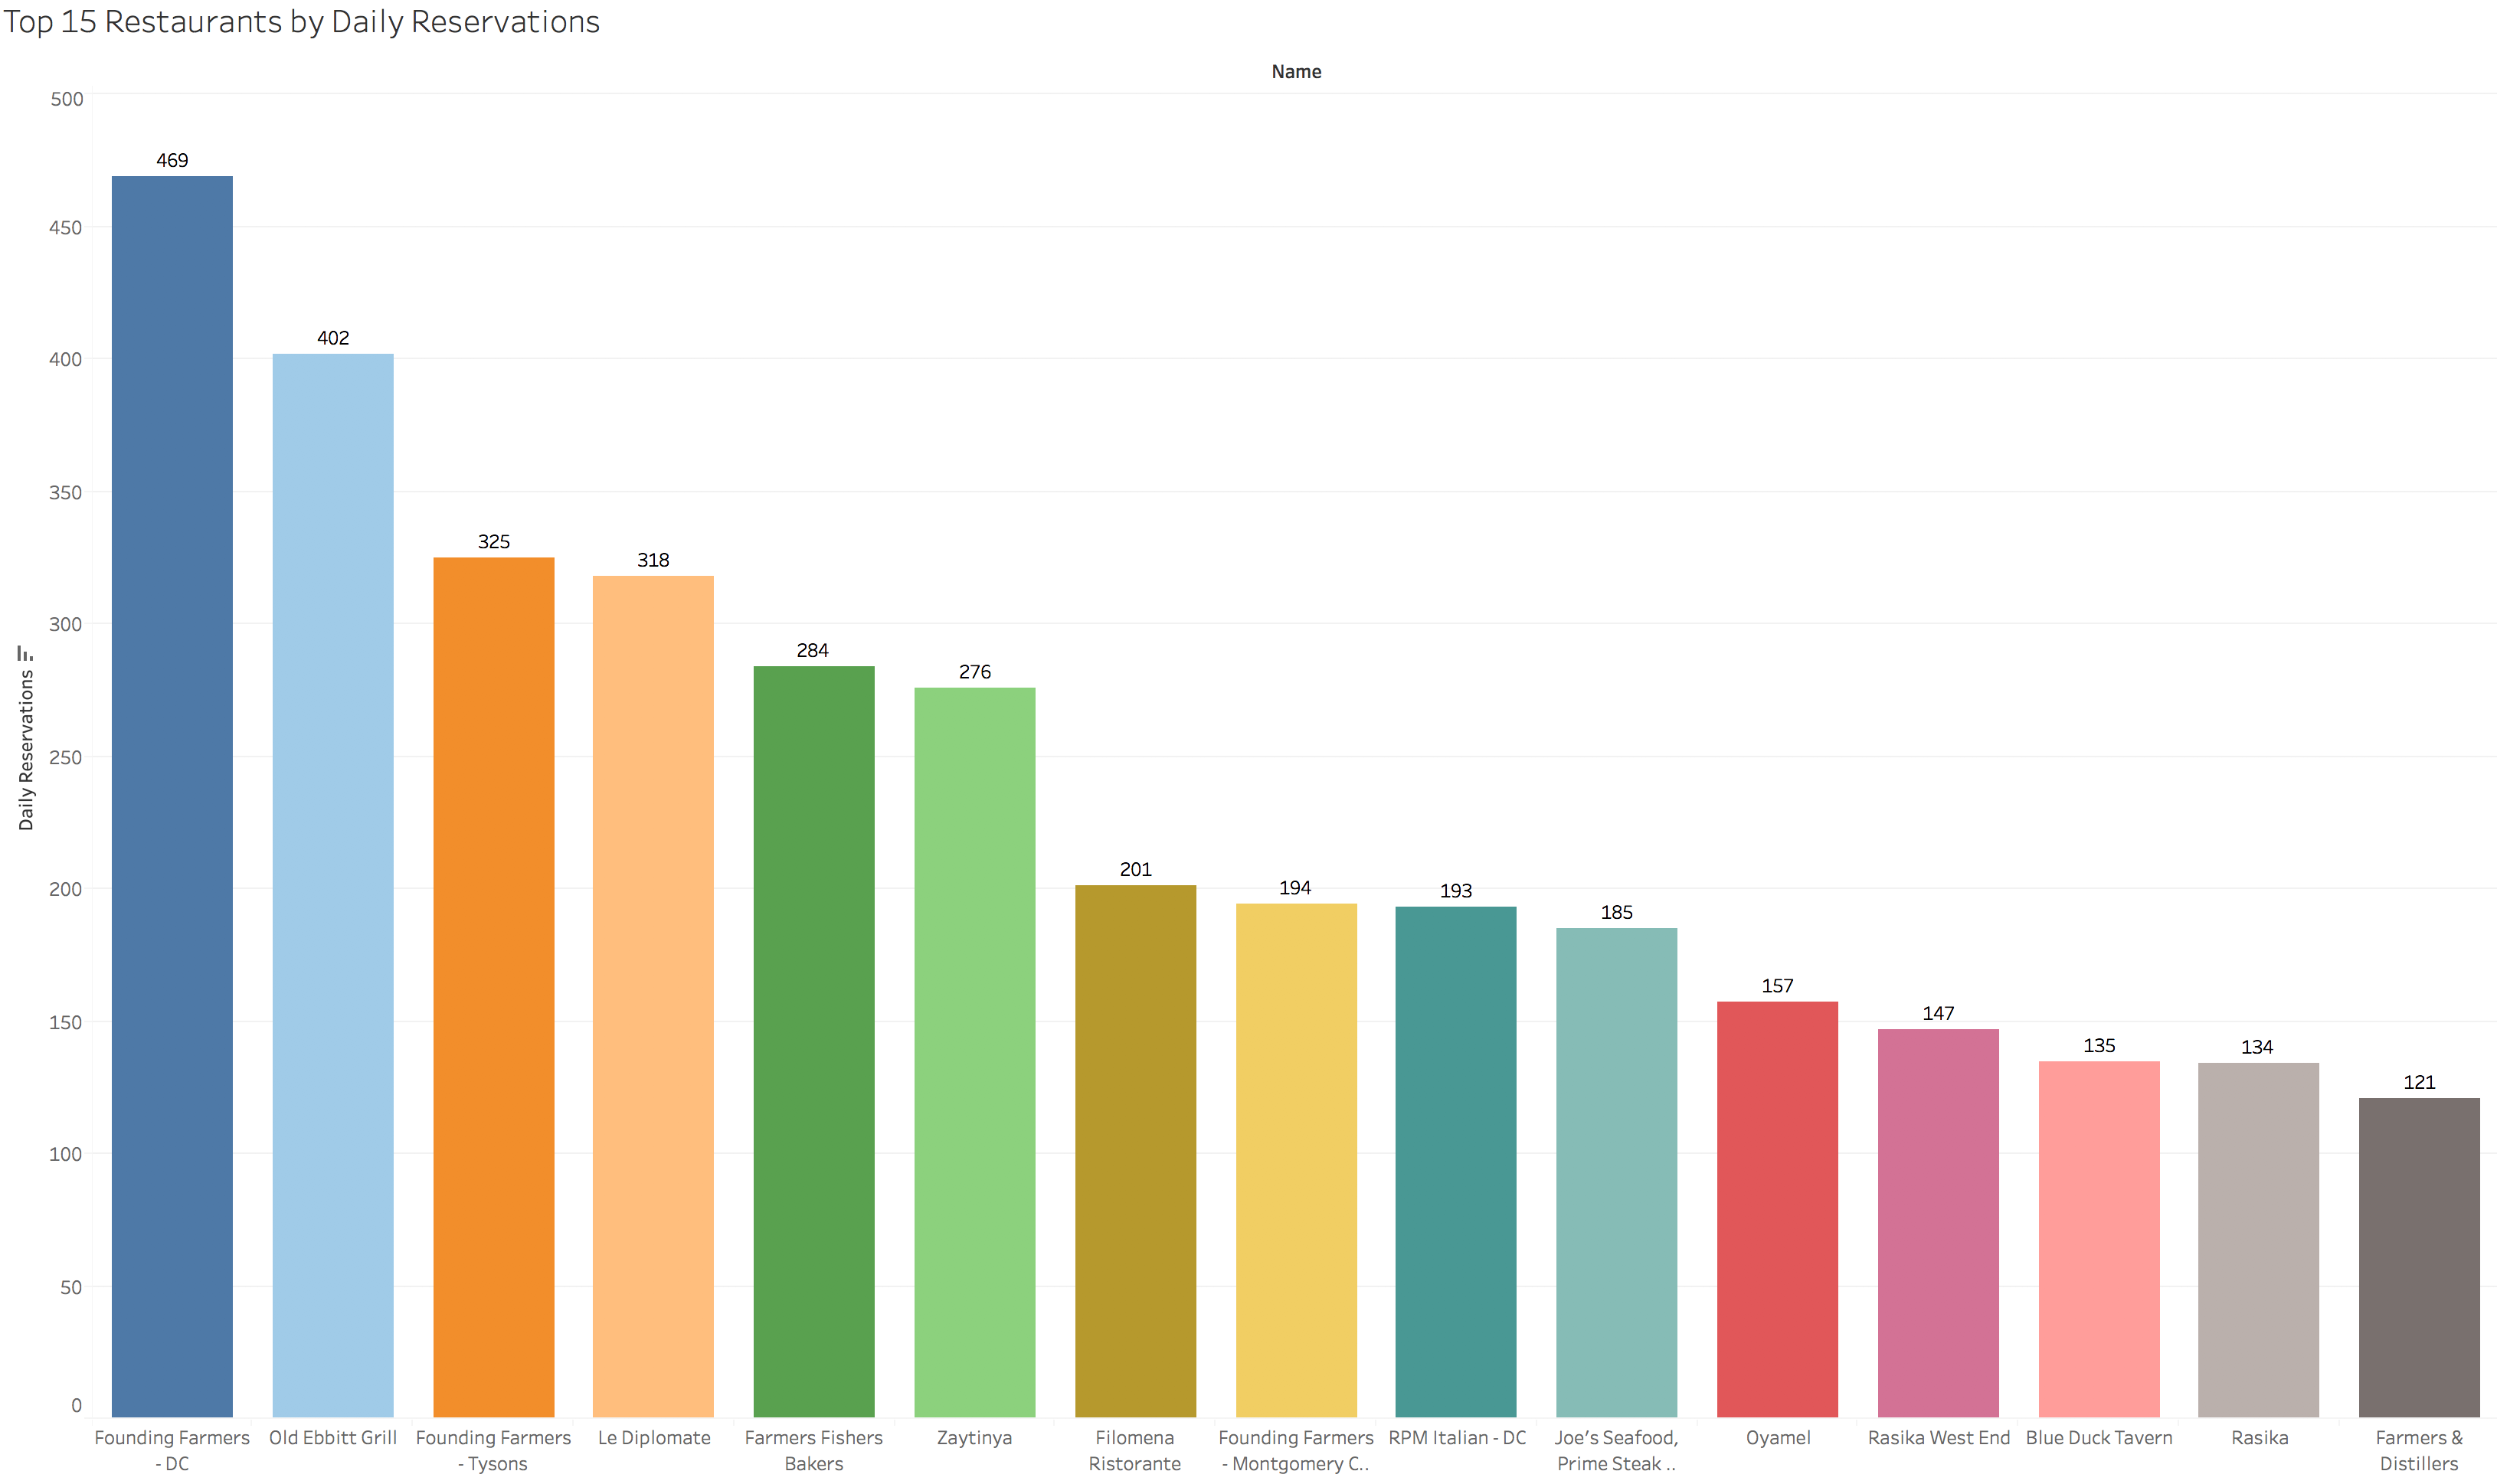 Top 15 Restaurants by Daily Reservations
Name
500
450
400
350
300
250
200
150
100
50
0
Daily Reservations
469
402
325
318
284
276
201
194
193
185
157
147
135
134
121
Founding Farmers
- DC
Old Ebbitt Grill
Founding Farmers
- Tysons
Le Diplomate
Farmers Fishers
Bakers
Zaytinya
Filomena
Ristorante
Founding Farmers
- Montgomery C..
RPM Italian - DC
Joe’s Seafood,
Prime Steak ..
Oyamel
Rasika West End
Blue Duck Tavern
Rasika
Farmers &
Distillers